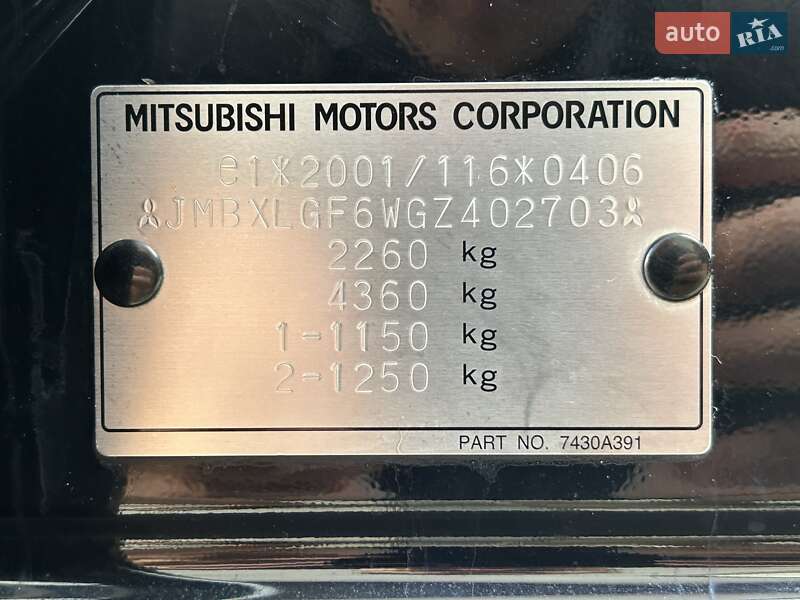 auto RIA .com
MITSUBISHI MOTORS CORPORATION
e1*2001/116*0406
JMBXLGF6WGZ402703
2260 kg
4360 kg
1-1150 kg
2-1250 kg
PART NO. 7430A391